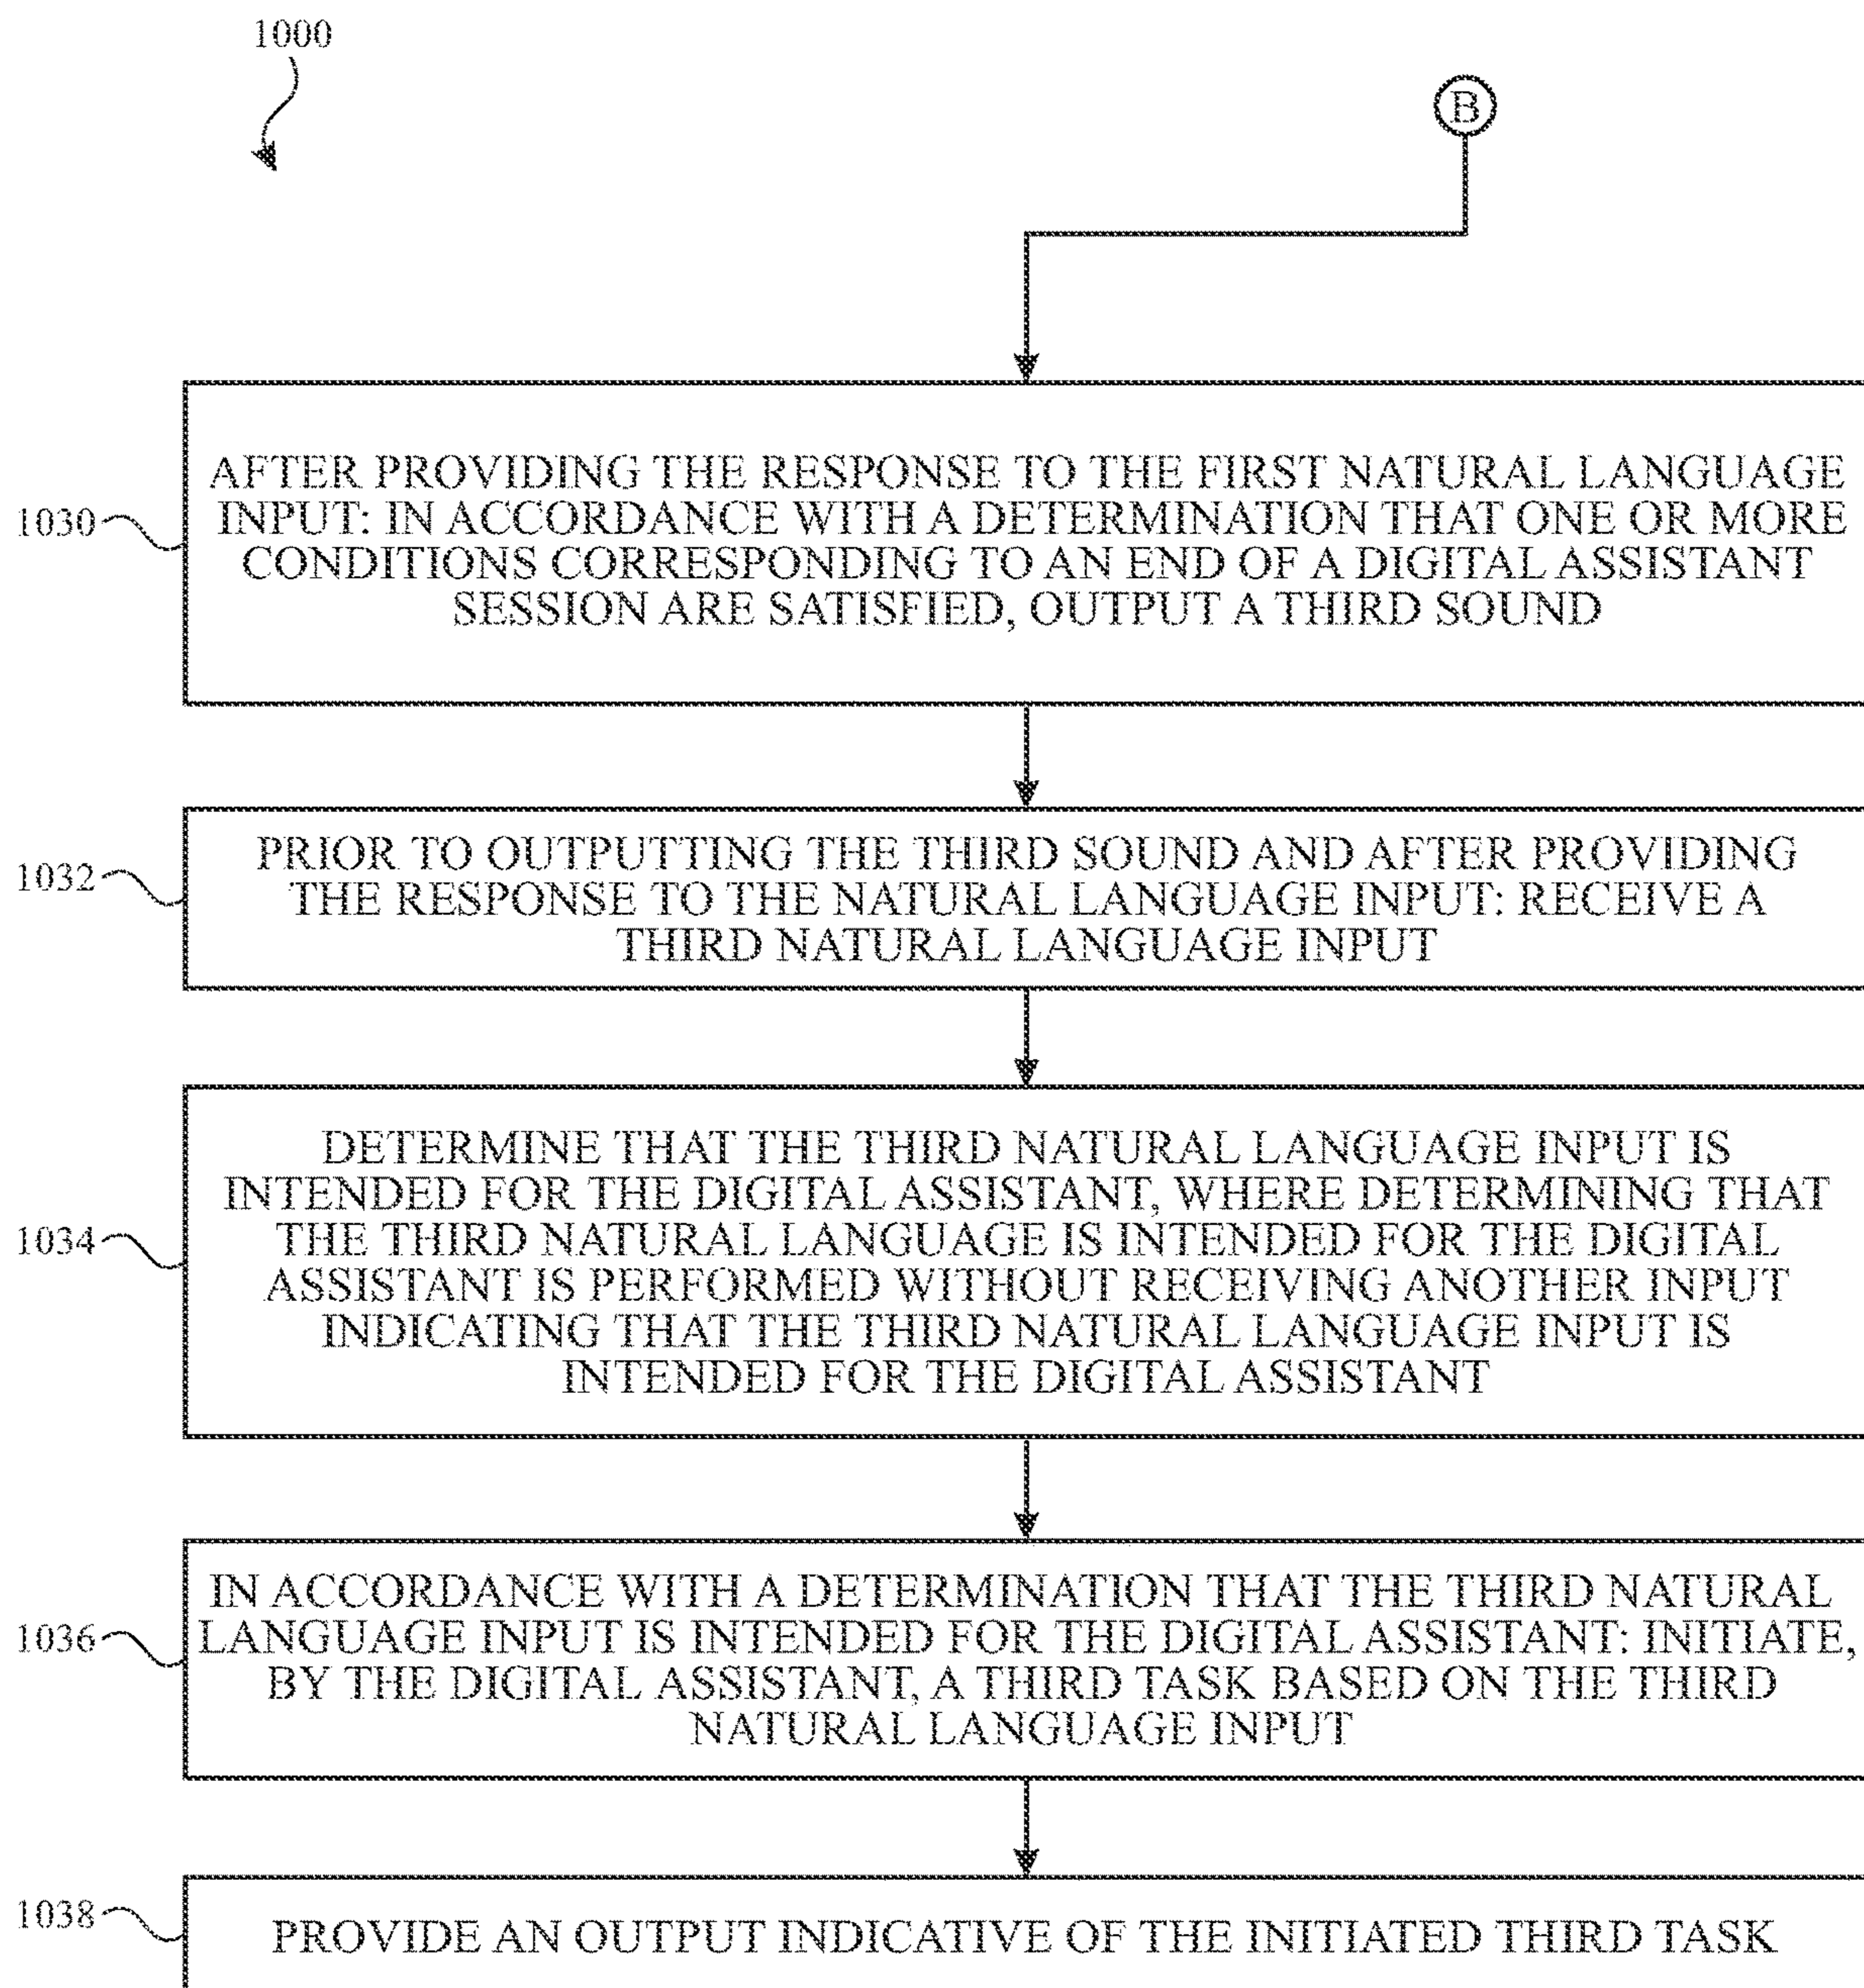 1000
B
1030
AFTER PROVIDING THE RESPONSE TO THE FIRST NATURAL LANGUAGE
INPUT: IN ACCORDANCE WITH A DETERMINATION THAT ONE OR MORE
CONDITIONS CORRESPONDING TO AN END OF A DIGITAL ASSISTANT
SESSION ARE SATISFIED, OUTPUT A THIRD SOUND
1032
PRIOR TO OUTPUTTING THE THIRD SOUND AND AFTER PROVIDING
THE RESPONSE TO THE NATURAL LANGUAGE INPUT: RECEIVE A
THIRD NATURAL LANGUAGE INPUT
1034
DETERMINE THAT THE THIRD NATURAL LANGUAGE INPUT IS
INTENDED FOR THE DIGITAL ASSISTANT, WHERE DETERMINING THAT
THE THIRD NATURAL LANGUAGE IS INTENDED FOR THE DIGITAL
ASSISTANT IS PERFORMED WITHOUT RECEIVING ANOTHER INPUT
INDICATING THAT THE THIRD NATURAL LANGUAGE INPUT IS
INTENDED FOR THE DIGITAL ASSISTANT
1036
IN ACCORDANCE WITH A DETERMINATION THAT THE THIRD NATURAL
LANGUAGE INPUT IS INTENDED FOR THE DIGITAL ASSISTANT: INITIATE,
BY THE DIGITAL ASSISTANT, A THIRD TASK BASED ON THE THIRD
NATURAL LANGUAGE INPUT
1038
PROVIDE AN OUTPUT INDICATIVE OF THE INITIATED THIRD TASK